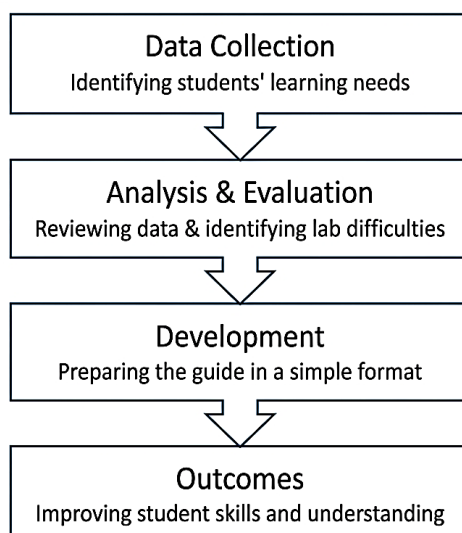 Data Collection
Identifying students' learning needs
Analysis & Evaluation
Reviewing data & identifying lab difficulties
Development
Preparing the guide in a simple format
Outcomes
Improving student skills and understanding